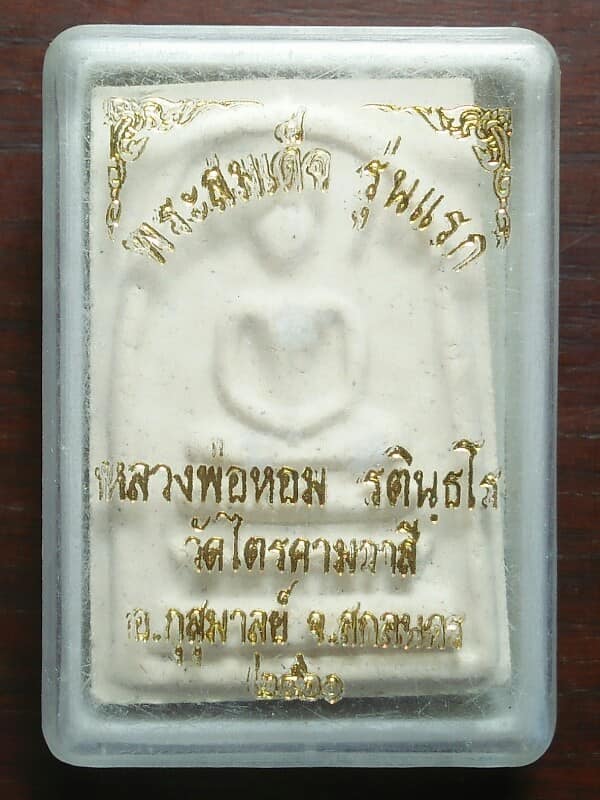 พระสมเด็จ รุ่นแรก
หลวงพ่อหอม รตินฺธโร
วัดไตรคามวาสี
อ.กุสุมาลย์ จ.สกลนคร
๒๕๖๑